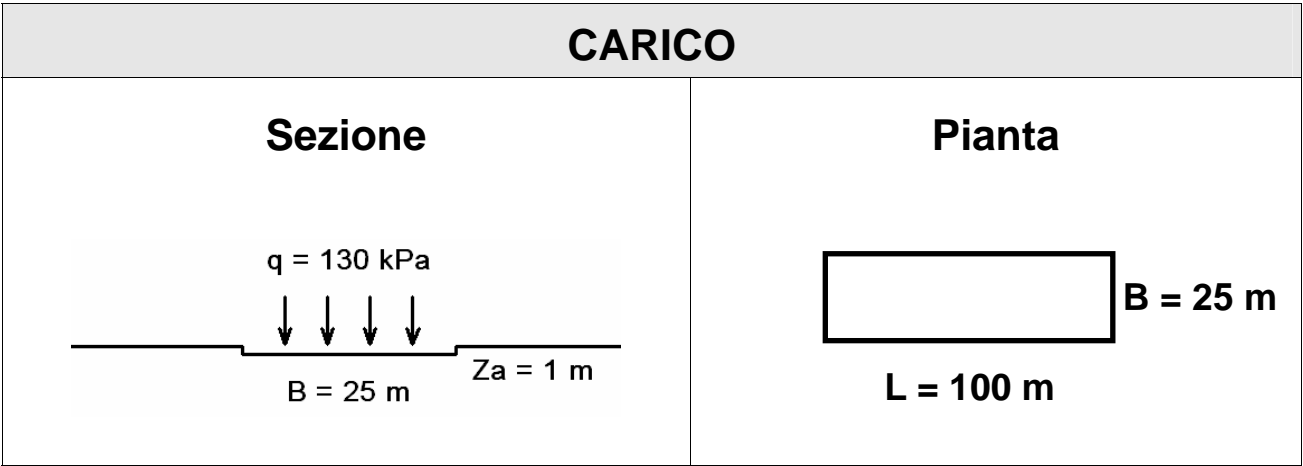 CARICO
Sezione
q = 130 kPa
Za = 1 m
B = 25 m
Pianta
B = 25 m
L = 100 m